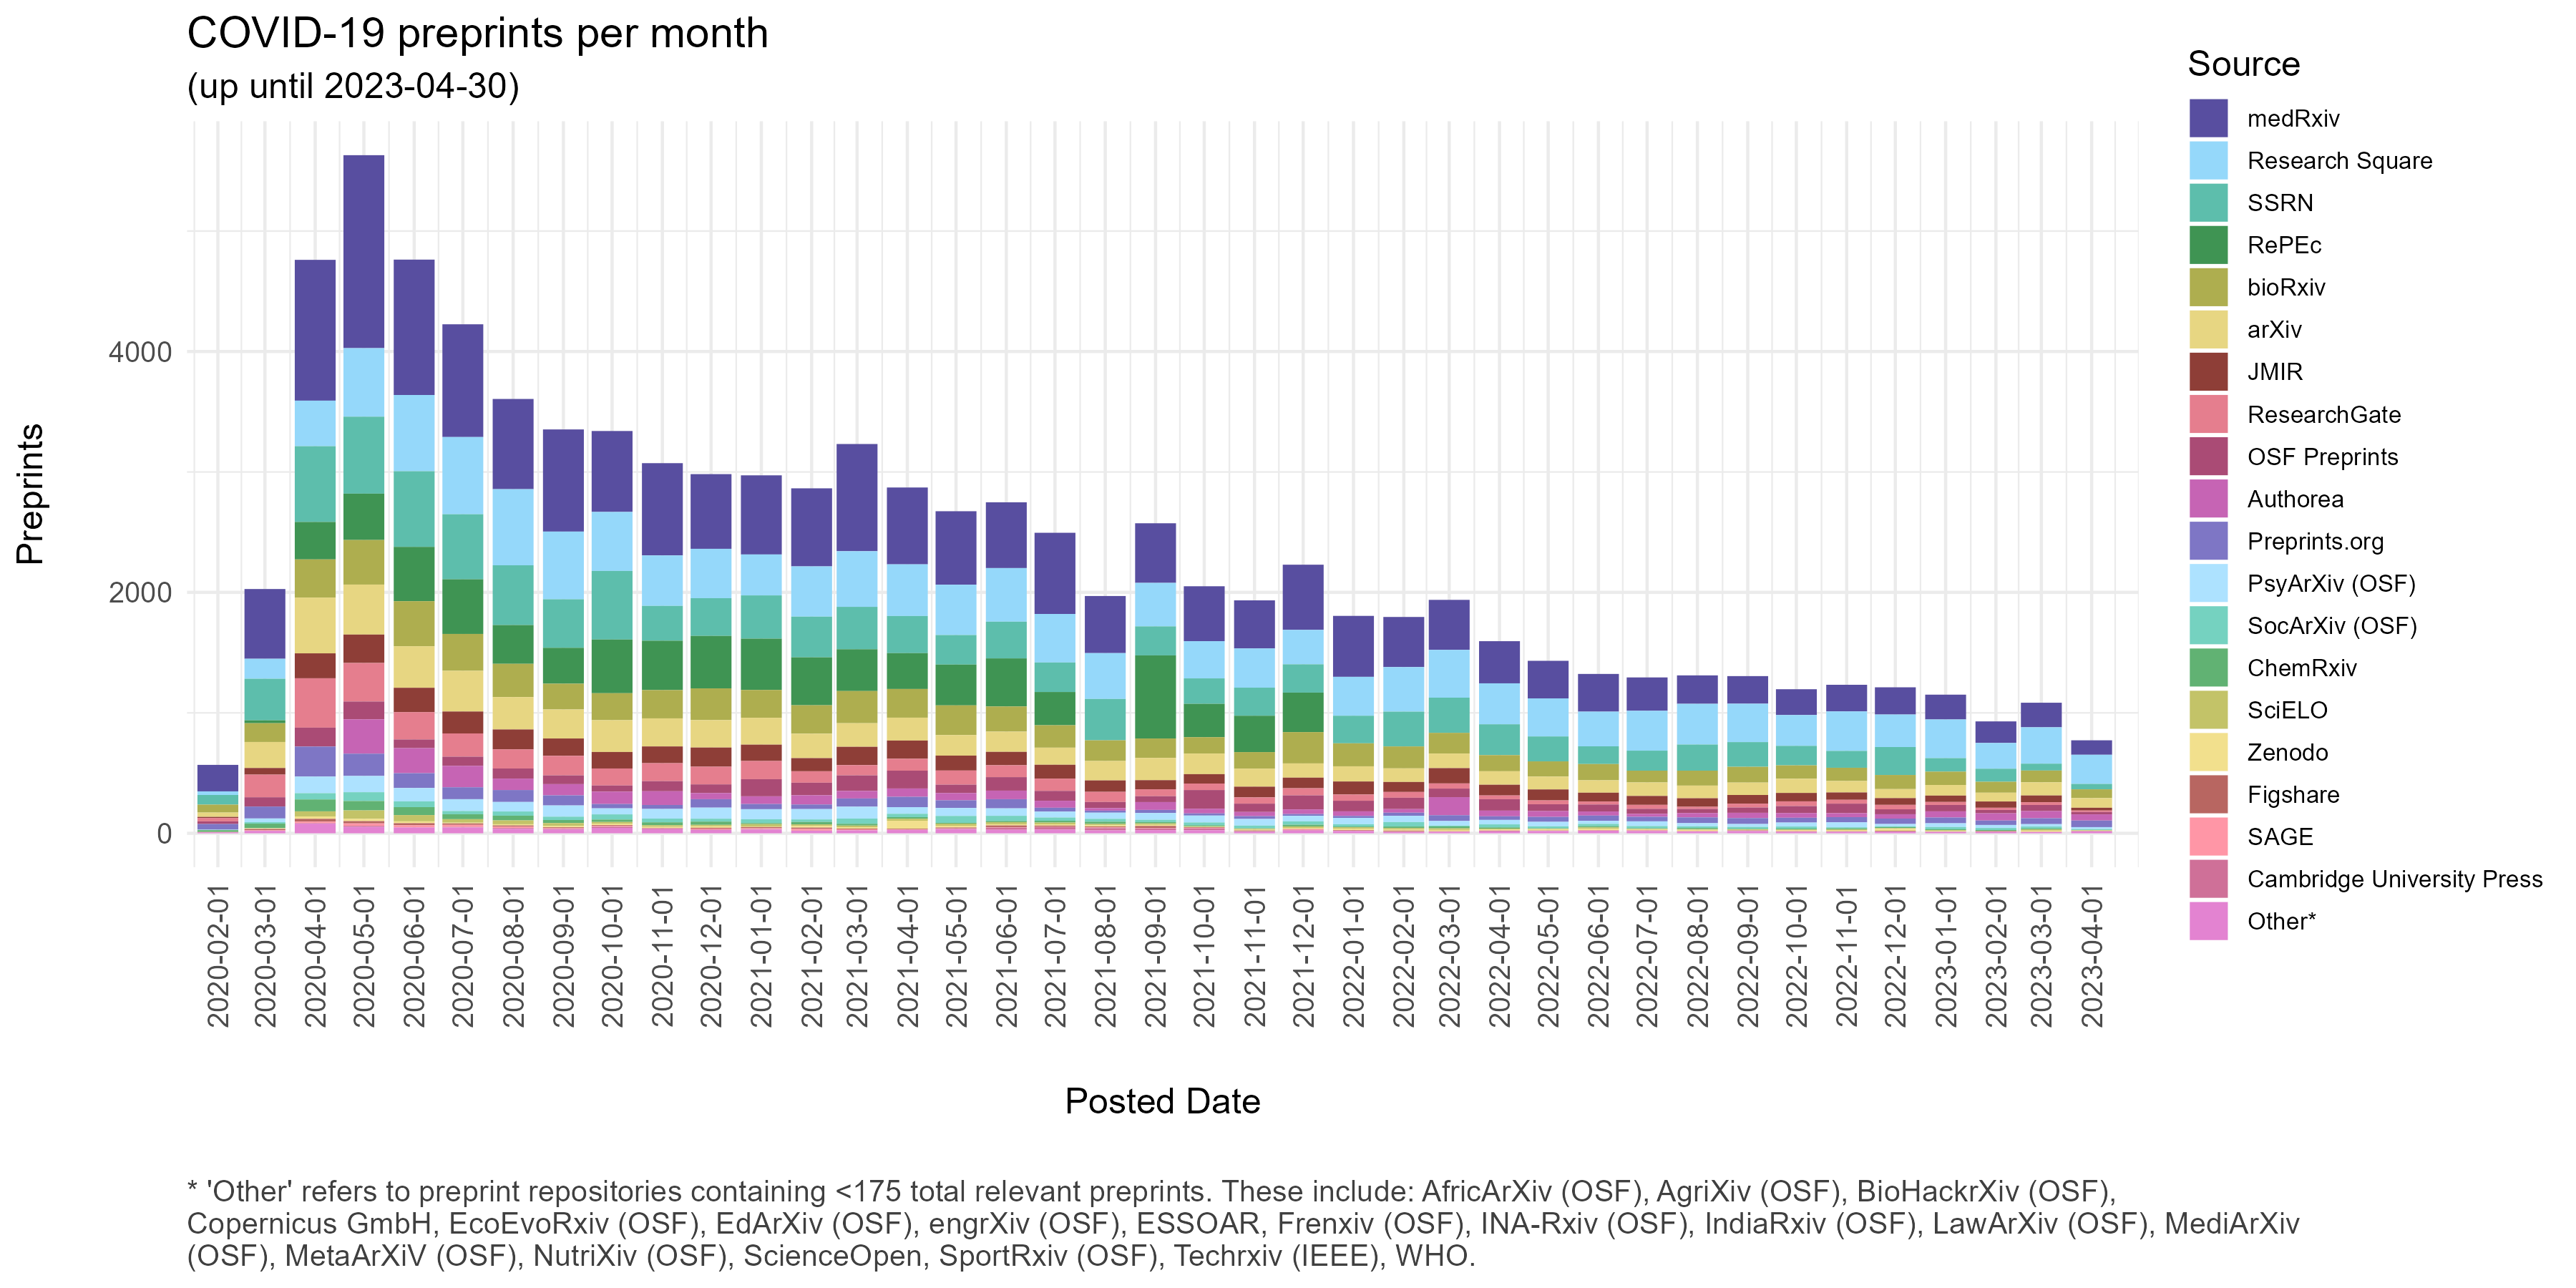 COVID-19 preprints per month
(up until 2023-04-30)
Preprints
4000
2000
0
2020-02-01
2020-03-01
2020-04-01
2020-05-01
2020-06-01
2020-07-01
2020-08-01
2020-09-01
2020-10-01
2020-11-01
2020-12-01
2021-01-01
2021-02-01
2021-03-01
2021-04-01
2021-05-01
2021-06-01
2021-07-01
2021-08-01
2021-09-01
2021-10-01
2021-11-01
2021-12-01
2022-01-01
2022-02-01
2022-03-01
2022-04-01
2022-05-01
2022-06-01
2022-07-01
2022-08-01
2022-09-01
2022-10-01
2022-11-01
2022-12-01
2023-01-01
2023-02-01
2023-03-01
2023-04-01
Posted Date
Source
medRxiv
Research Square
SSRN
RePEc
bioRxiv
arXiv
JMIR
ResearchGate
OSF Preprints
Authorea
Preprints.org
PsyArXiv (OSF)
SocArXiv (OSF)
ChemRxiv
SciELO
Zenodo
Figshare
SAGE
Cambridge University Press
Other*
* 'Other' refers to preprint repositories containing <175 total relevant preprints. These include: AfricArXiv (OSF), AgriXiv (OSF), BioHackrXiv (OSF),
Copernicus GmbH, EcoEvoRxiv (OSF), EdArXiv (OSF), engrXiv (OSF), ESSOAR, Frenxiv (OSF), INA-Rxiv (OSF), IndiaRxiv (OSF), LawArXiv (OSF), MediArXiv
(OSF), MetaArXiV (OSF), NutriXiv (OSF), ScienceOpen, SportRxiv (OSF), Techrxiv (IEEE), WHO.